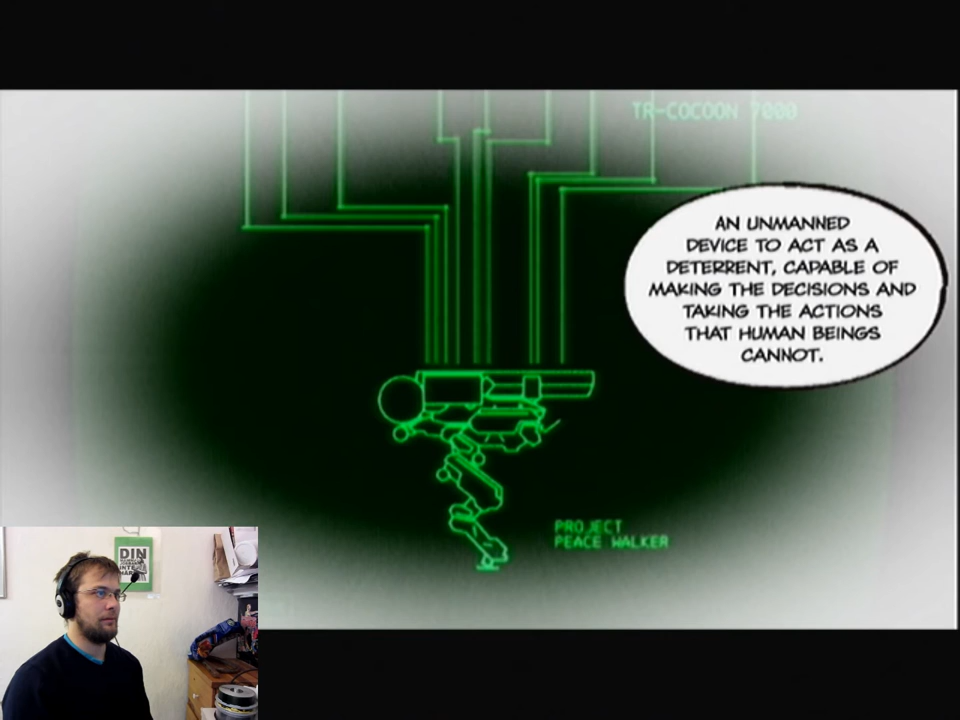 TR-COCOON 7000
AN UNMANNED
DEVICE TO ACT AS A
DETERRENT, CAPABLE OF
MAKING THE DECISIONS AND
TAKING THE ACTIONS
THAT HUMAN BEINGS
CANNOT.
PROJECT
PEACE WALKER
DIN